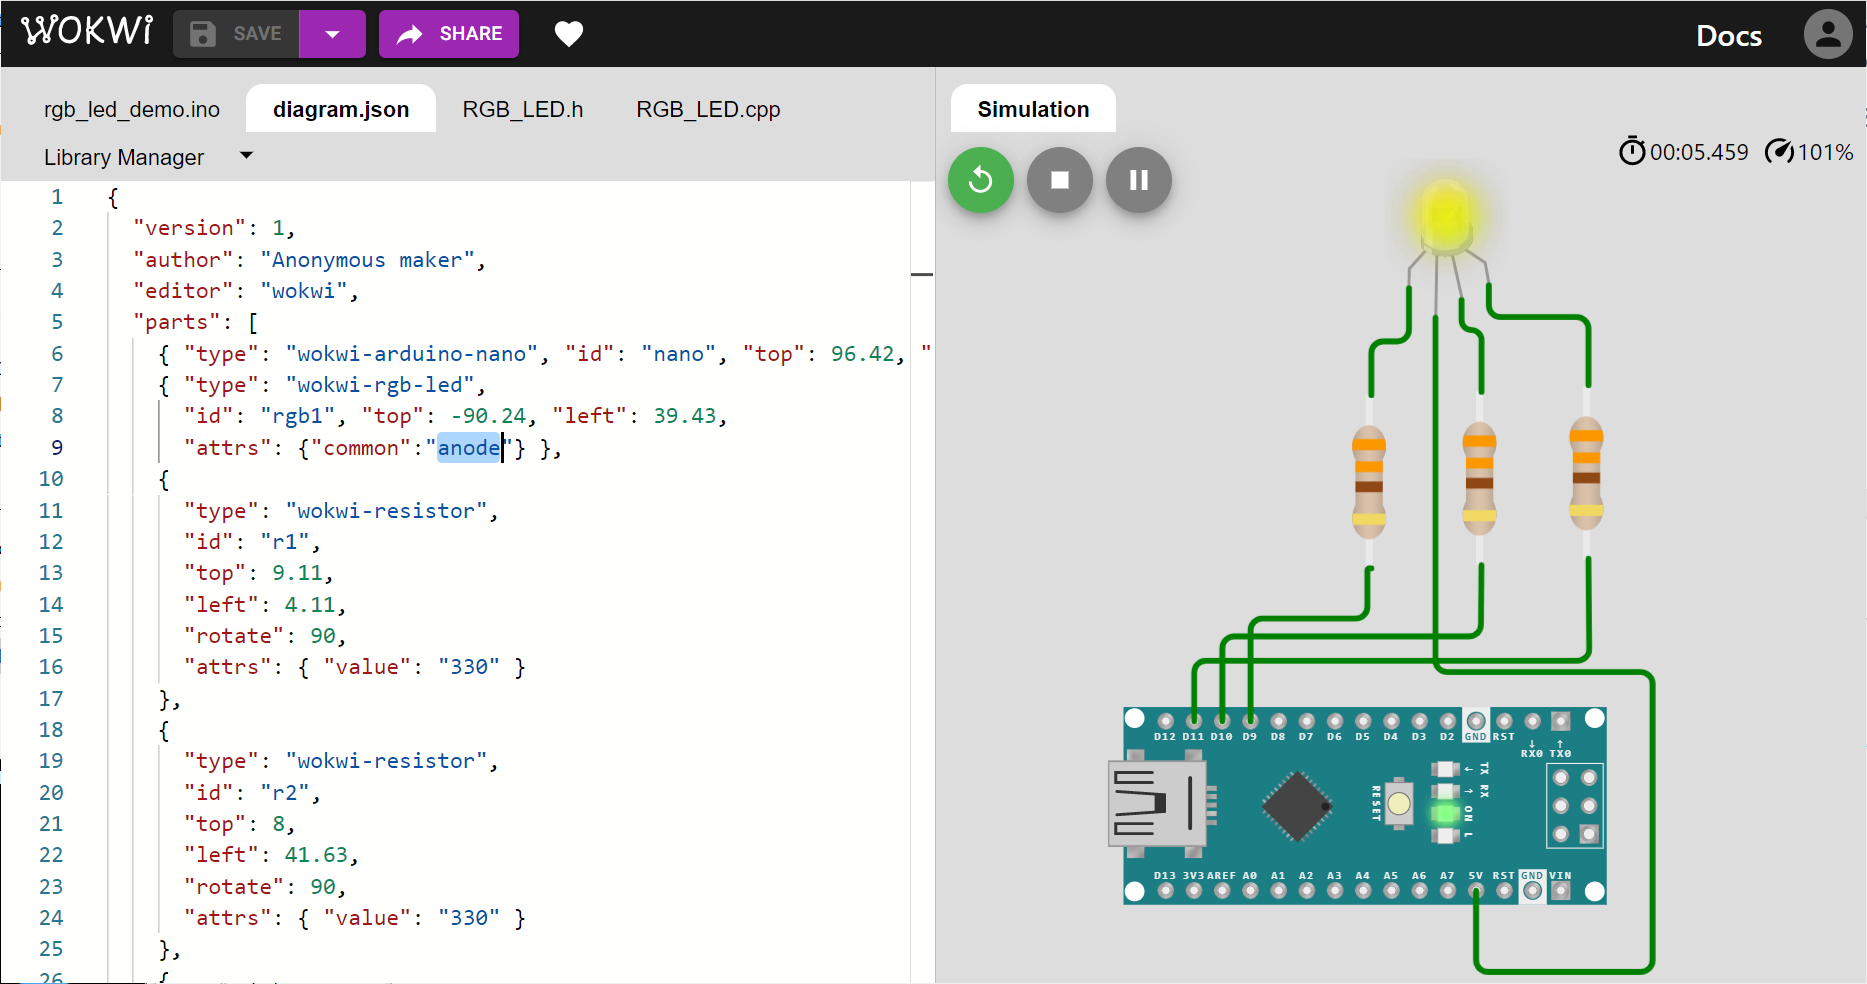 WOKWi SAVE SHARE Docs
rgb_led_demo.ino diagram.json RGB_LED.h RGB_LED.cpp
Library Manager
1 {
2 "version": 1,
3 "author": "Anonymous maker",
4 "editor": "wokwi",
5 "parts": [
6 { "type": "wokwi-arduino-nano", "id": "nano", "top": 96.42, "
7 { "type": "wokwi-rgb-led",
8 "id": "rgb1", "top": -90.24, "left": 39.43,
9 "attrs": {"common":"anode"} },
10 {
11 "type": "wokwi-resistor",
12 "id": "r1",
13 "top": 9.11,
14 "left": 4.11,
15 "rotate": 90,
16 "attrs": { "value": "330" }
17 },
18 {
19 "type": "wokwi-resistor",
20 "id": "r2",
21 "top": 8,
22 "left": 41.63,
23 "rotate": 90,
24 "attrs": { "value": "330" }
25 },
26 {
Simulation
00:05.459 101%
D12 D11 D10 D9 D8 D7 D6 D5 D4 D3 D2 GND RST
RX0 TX0
RESET
TX RX ON L
D13 3V3 AREF A0 A1 A2 A3 A4 A5 A6 A7 5V RST GND VIN